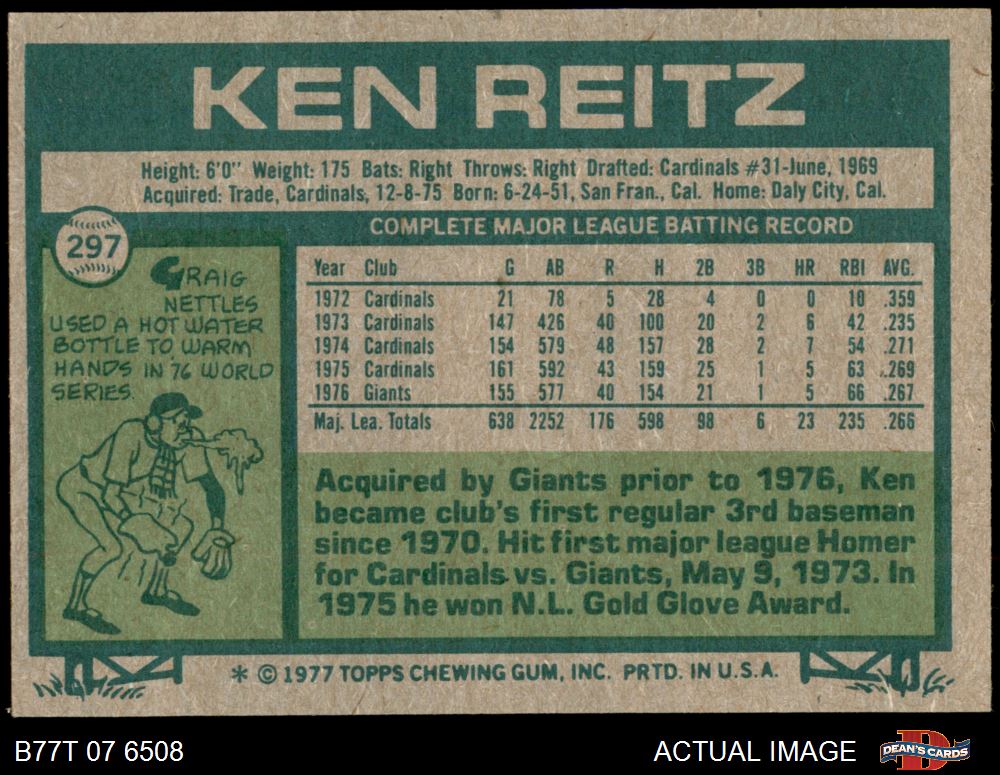 KEN REITZ
Height: 6'0" Weight: 175 Bats: Right Throws: Right Drafted: Cardinals #31-June, 1969
Acquired: Trade, Cardinals, 12-8-75 Born: 6-24-51, San Fran., Cal. Home: Daly City, Cal.
297
GRAIG
NETTLES
USED A HOT WATER
BOTTLE TO WARM
HANDS IN '76 WORLD
SERIES.
COMPLETE MAJOR LEAGUE BATTING RECORD
Year Club G AB R H 2B 3B HR RBI AVG.
1972 Cardinals 21 78 5 28 4 0 0 10 .359
1973 Cardinals 147 426 40 100 20 2 6 42 .235
1974 Cardinals 154 579 48 157 28 2 7 54 .271
1975 Cardinals 161 592 43 159 25 1 5 63 .269
1976 Giants 155 577 40 154 21 1 5 66 .267
Maj. Lea. Totals 638 2252 176 598 98 6 23 235 .266
Acquired by Giants prior to 1976, Ken
became club's first regular 3rd baseman
since 1970. Hit first major league Homer
for Cardinals vs. Giants, May 9, 1973. In
1975 he won N.L. Gold Glove Award.
* © 1977 TOPPS CHEWING GUM, INC. PRTD. IN U.S.A.
B77T 07 6508
ACTUAL IMAGE
DEAN'S CARDS